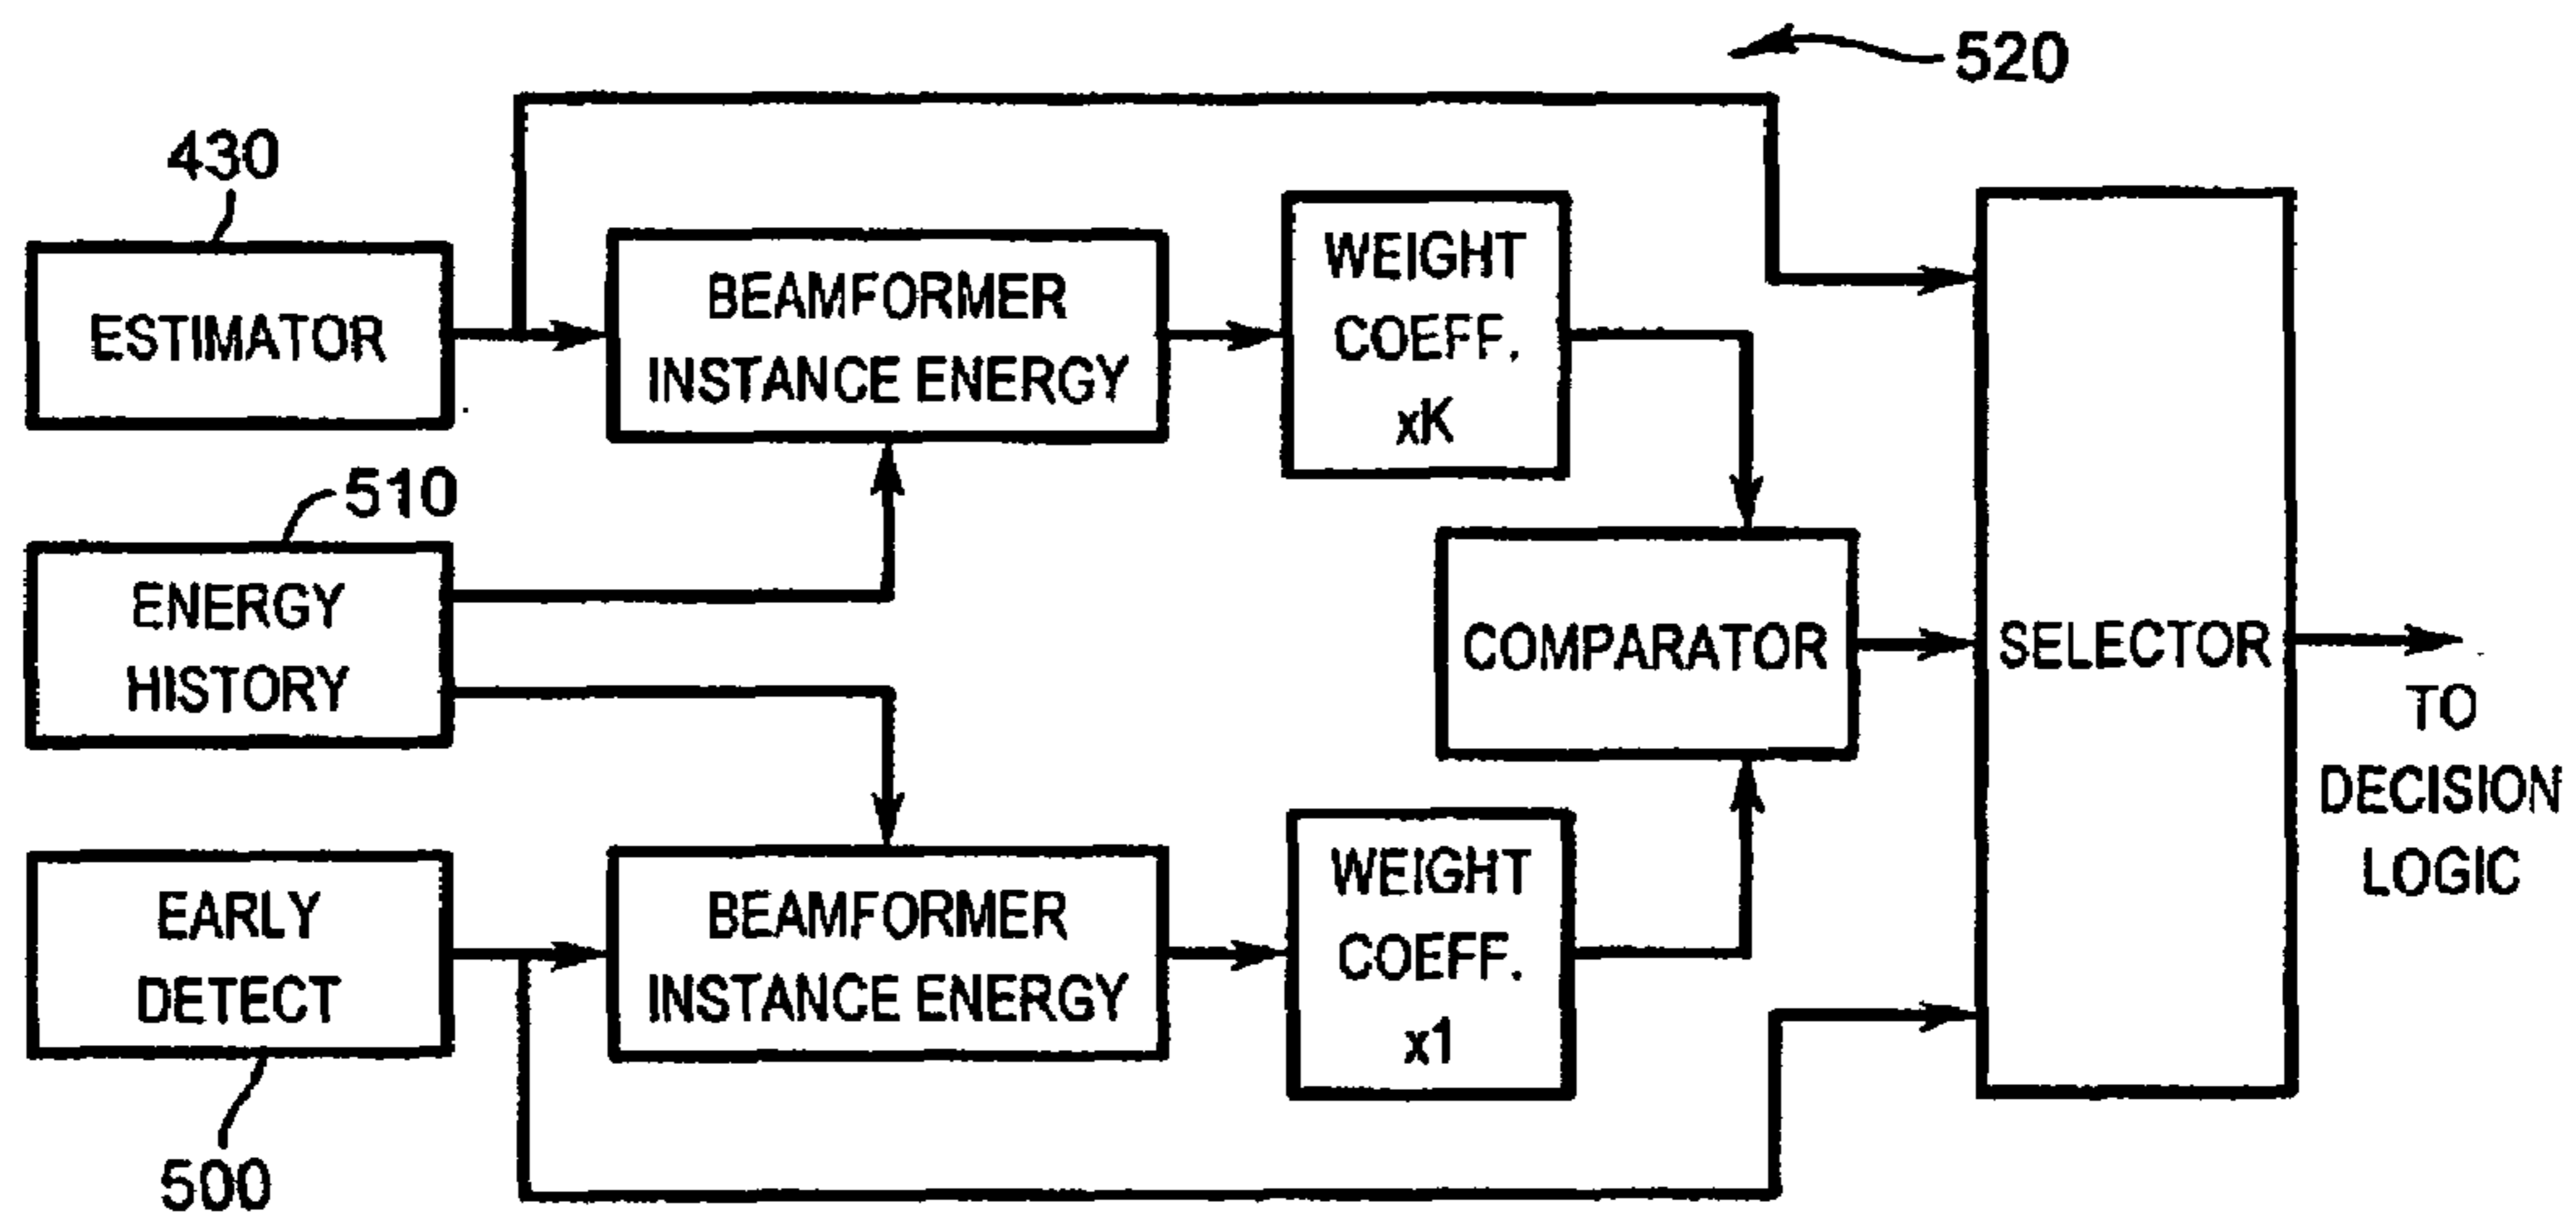 520
430
ESTIMATOR
BEAMFORMER
INSTANCE ENERGY
WEIGHT
COEFF.
xK
510
ENERGY
HISTORY
COMPARATOR
SELECTOR
TO
DECISION
LOGIC
EARLY
DETECT
500
BEAMFORMER
INSTANCE ENERGY
WEIGHT
COEFF.
x1